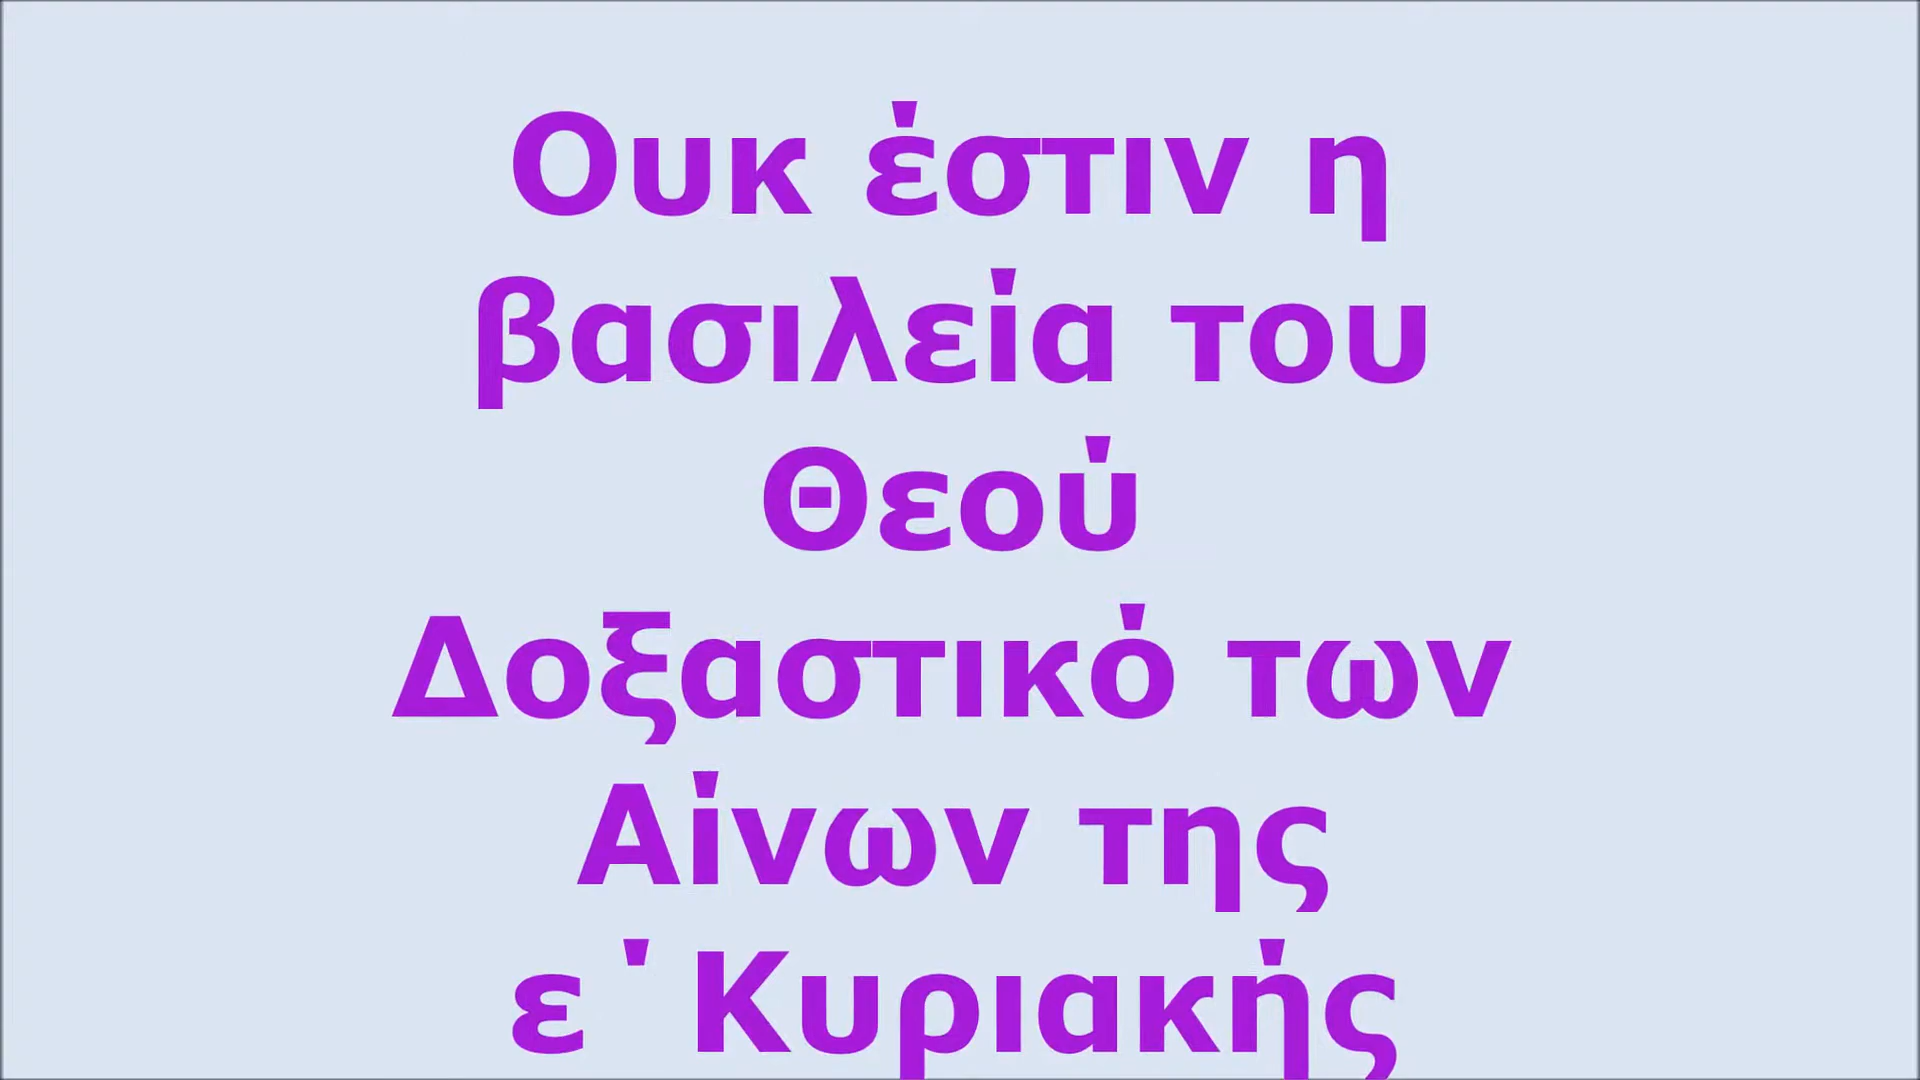 Ουκ έστιν η
βασιλεία του
Θεού
Δοξαστικό των
Αίνων της
ε΄ Κυριακής